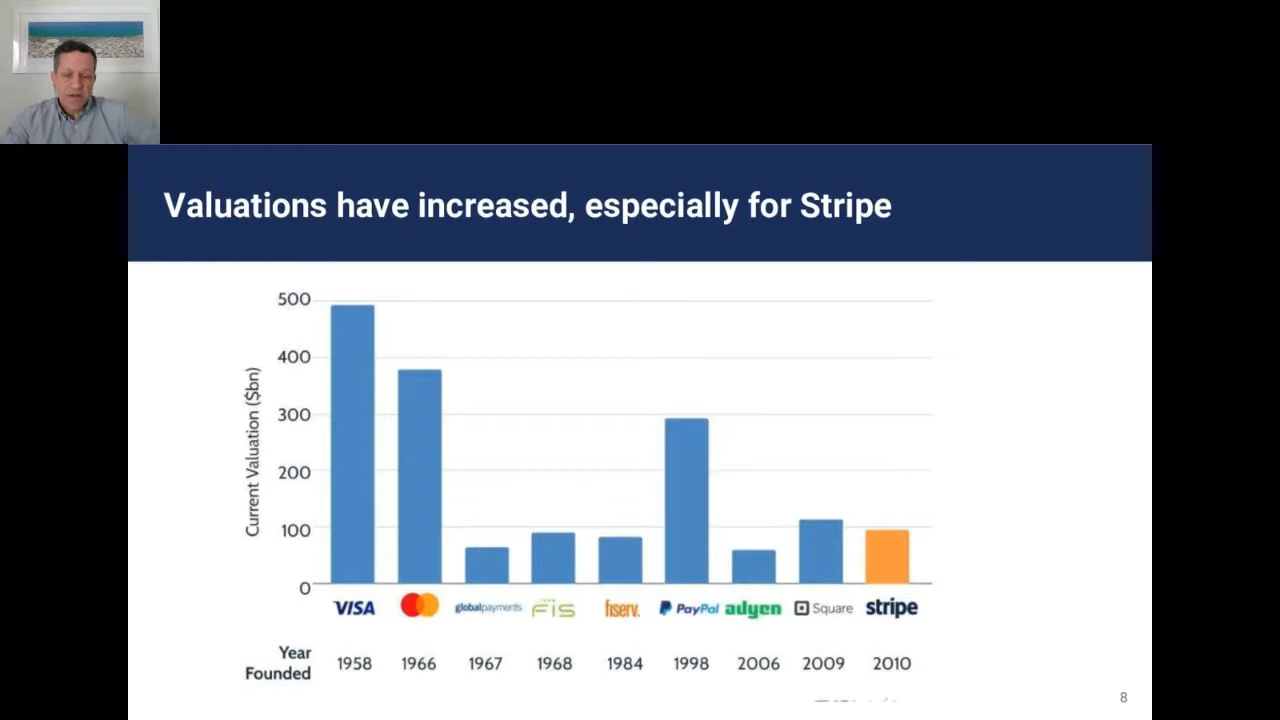 Valuations have increased, especially for Stripe
500
400
300
200
100
0
Current Valuation ($bn)
VISA
globalpayments
FIS
fiserv.
PayPal
adyen
Square
stripe
Year
Founded
1958 1966 1967 1968 1984 1998 2006 2009 2010
8